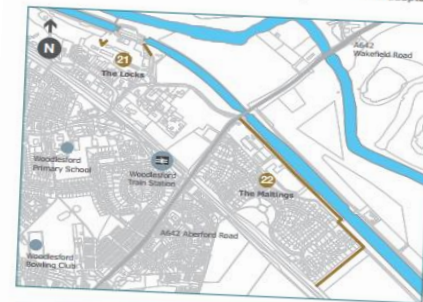 N
21
The Locks
A642
Wakefield Road
Woodlesford
Primary School
Woodlesford
Train Station
22
The Maltings
A642 Aberford Road
Woodlesford
Bowling Club